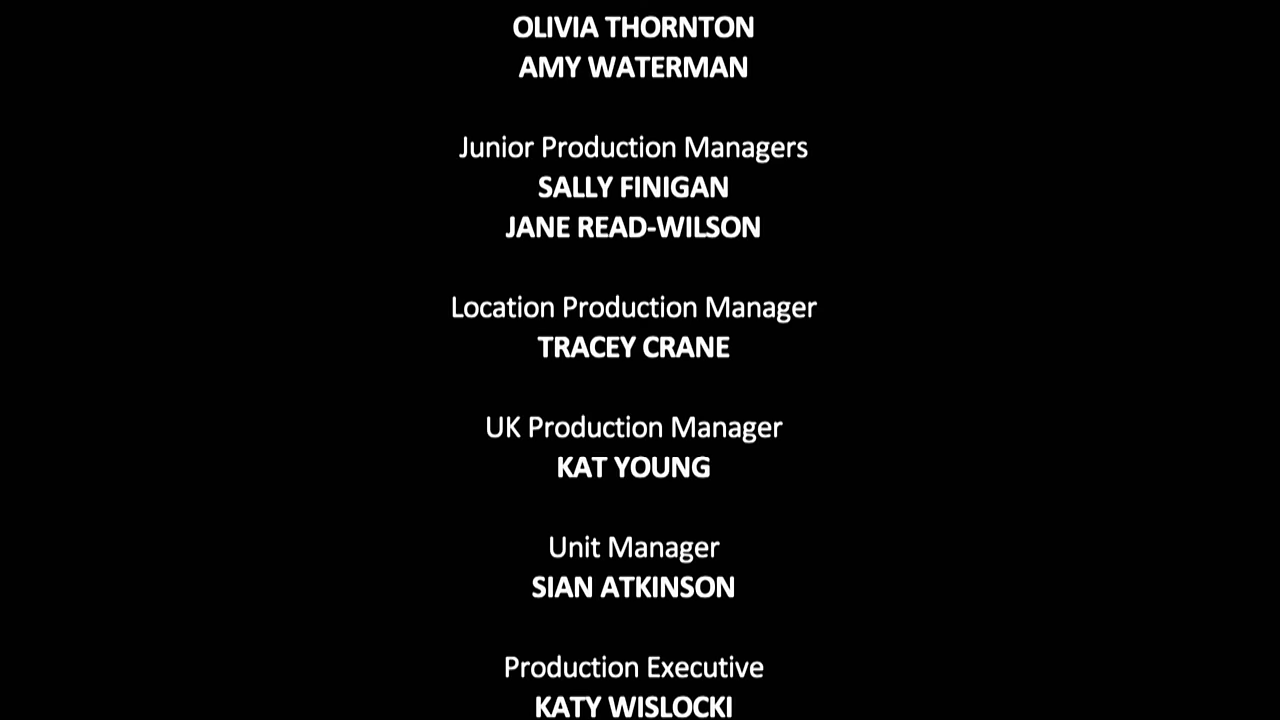 OLIVIA THORNTON
AMY WATERMAN
Junior Production Managers
SALLY FINIGAN
JANE READ-WILSON
Location Production Manager
TRACEY CRANE
UK Production Manager
KAT YOUNG
Unit Manager
SIAN ATKINSON
Production Executive
KATY WISLOCKI